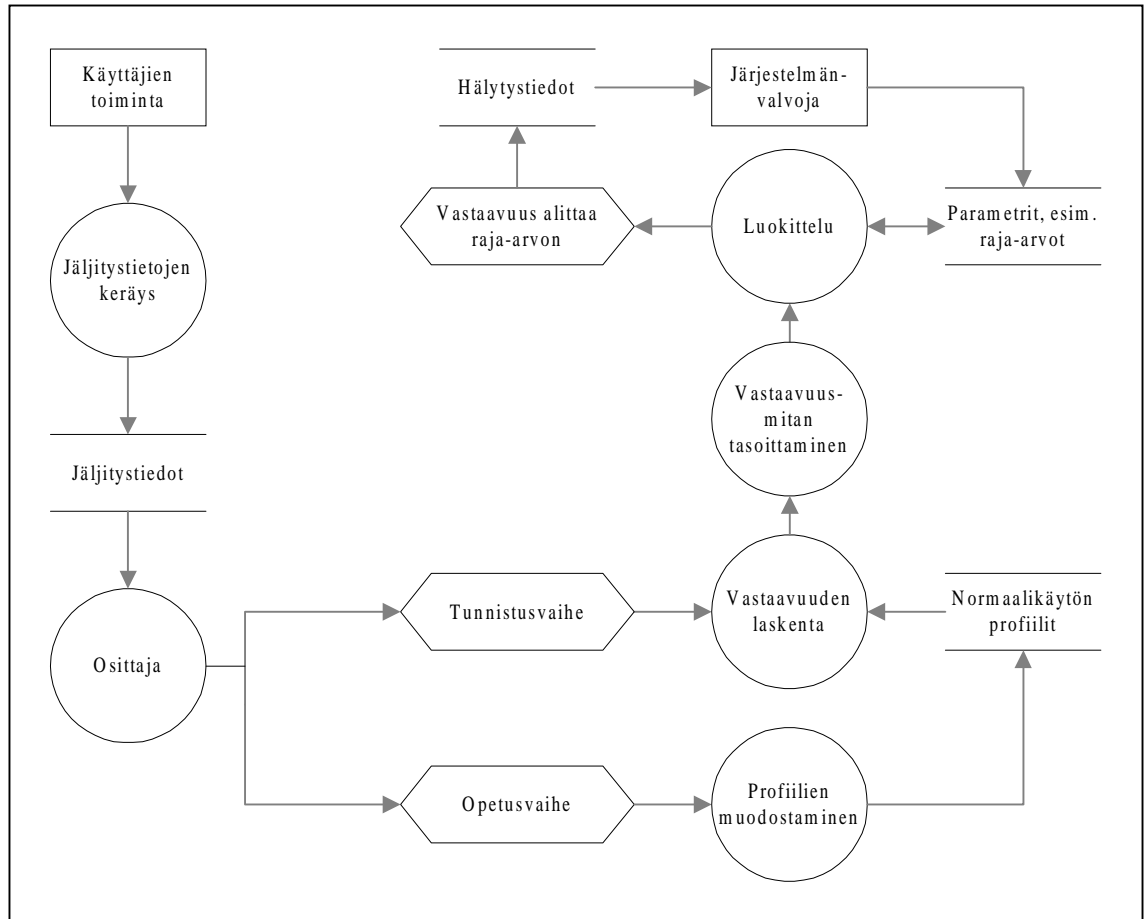 Käyttäjien
toiminta
Jäljitystietojen
keräys
Jäljitystiedot
Osittaja
Hälytystiedot
Järjestelmän-
valvoja
Vastaavuus alittaa
raja-arvon
Luokittelu
Parametrit, esim.
raja-arvot
Vastaavuus-
mitan
tasoittaminen
Tunnistusvaihe
Vastaavuuden
laskenta
Normaalikäytön
profiilit
Opetusvaihe
Profiilien
muodostaminen